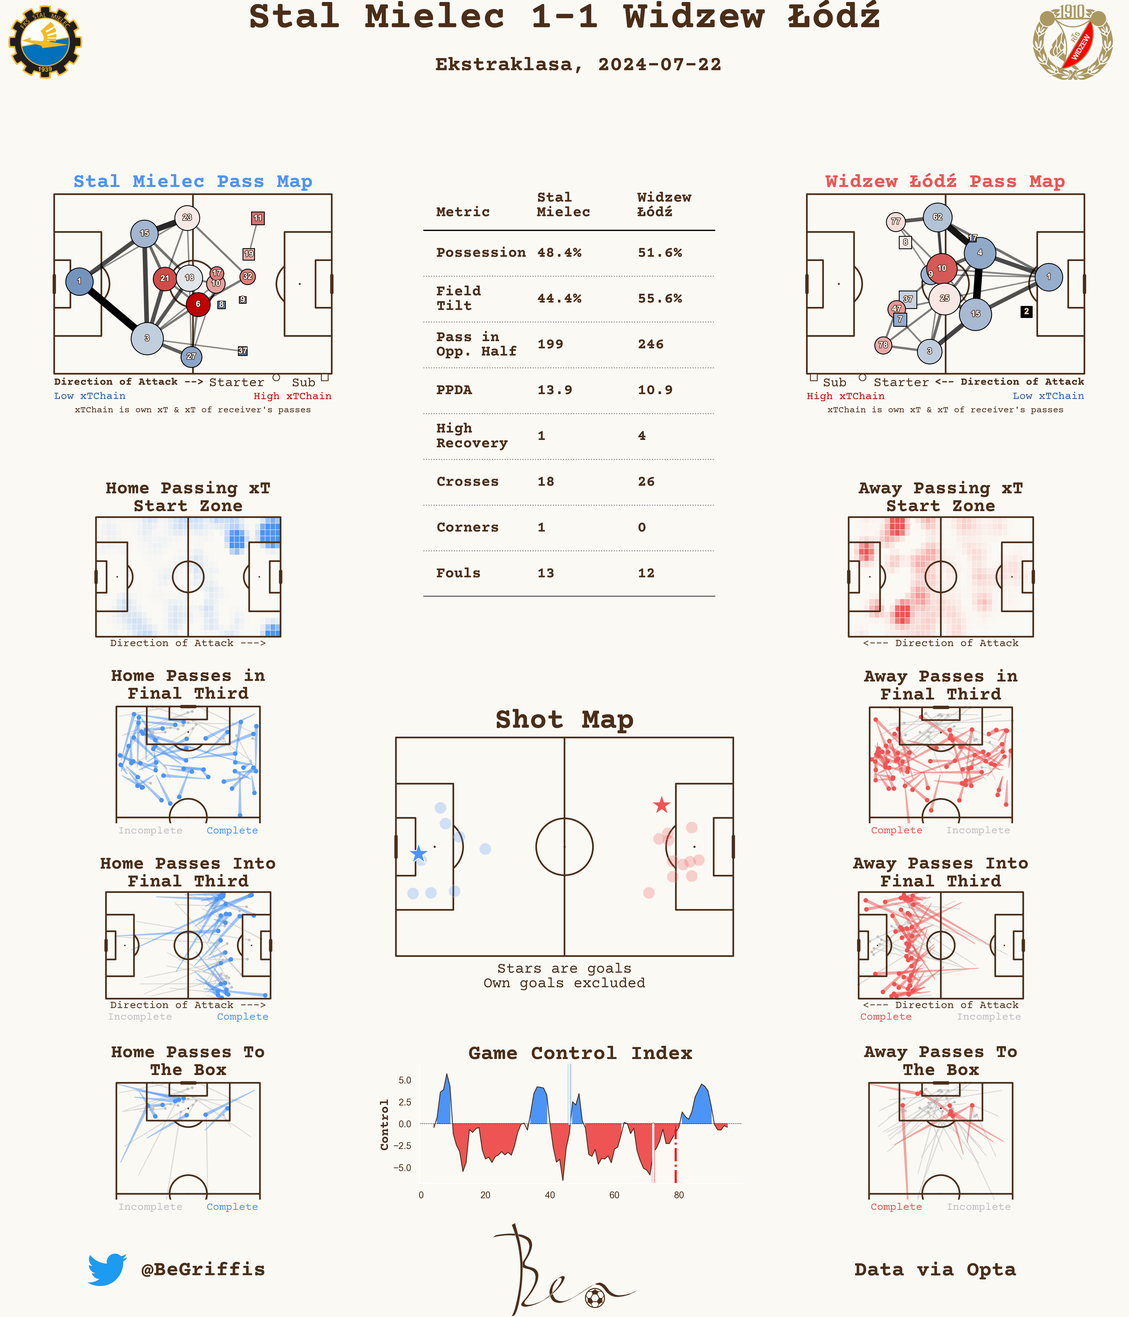 Stal Mielec 1-1 Widzew Łódź
Ekstraklasa, 2024-07-22
FKS STAL MIELEC
1939
1910
RTS
WIDZEW
Stal Mielec Pass Map
11
23
15
19
1
21
18
17
10
32
6
8
9
3
27
37
Direction of Attack --> Starter Sub
Low xTChain High xTChain
xTChain is own xT & xT of receiver's passes
Metric Stal Mielec Widzew Łódź
Possession 48.4% 51.6%
Field Tilt 44.4% 55.6%
Pass in Opp. Half 199 246
PPDA 13.9 10.9
High Recovery 1 4
Crosses 18 26
Corners 1 0
Fouls 13 12
Widzew Łódź Pass Map
77
62
8
17
4
9
10
1
37
25
47
7
15
2
78
3
Sub Starter <-- Direction of Attack
High xTChain Low xTChain
xTChain is own xT & xT of receiver's passes
Home Passing xT
Start Zone
Direction of Attack --->
Away Passing xT
Start Zone
<--- Direction of Attack
Home Passes in
Final Third
Incomplete Complete
Away Passes in
Final Third
Complete Incomplete
Shot Map
Stars are goals
Own goals excluded
Home Passes Into
Final Third
Direction of Attack --->
Incomplete Complete
Away Passes Into
Final Third
<--- Direction of Attack
Complete Incomplete
Home Passes To
The Box
Incomplete Complete
Game Control Index
Control
5.0
2.5
0.0
−2.5
−5.0
0 20 40 60 80
Away Passes To
The Box
Complete Incomplete
@BeGriffis
Bea
Data via Opta